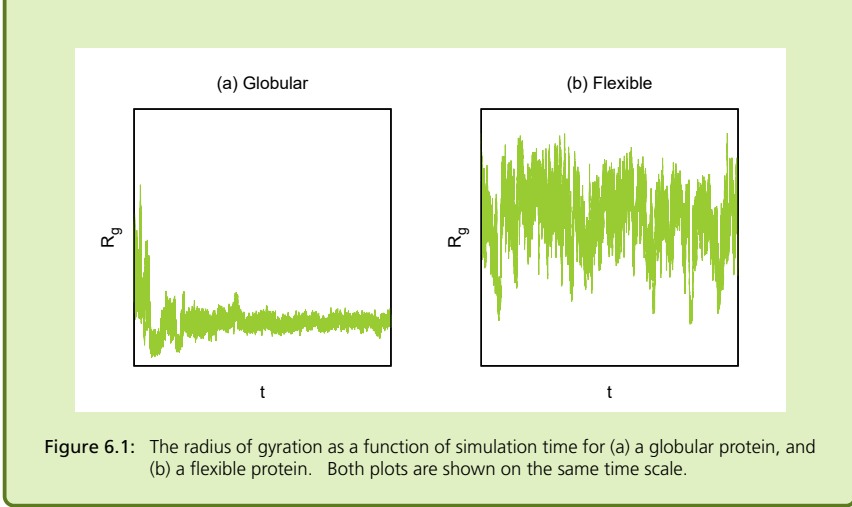 (a) Globular
(b) Flexible
Rg
Rg
t
t
Figure 6.1: The radius of gyration as a function of simulation time for (a) a globular protein, and
(b) a flexible protein. Both plots are shown on the same time scale.